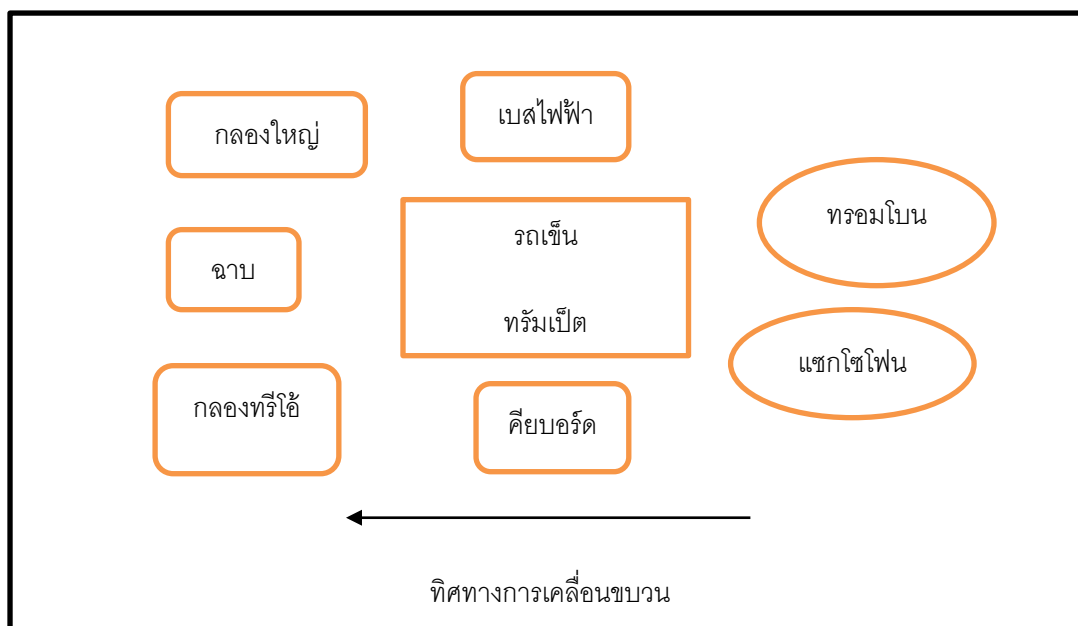 กลองใหญ่
เบสไฟฟ้า
ทรอมโบน
ฉาบ
รถเข็น
ทรัมเป็ต
แซกโซโฟน
กลองทรีโอ้
คียบอร์ด
ทิศทางการเคลื่อนขบวน